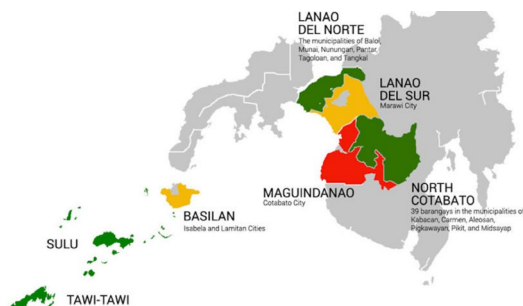 LANAO
DEL NORTE
The municipalities of Baloi,
Munai, Nunungan, Pantar,
Tagoloan, and Tangkal
LANAO
DEL SUR
Marawi City
MAGUINDANAO
Cotabato City
NORTH
COTABATO
39 barangays in the municipalities of
Kabacan, Carmen, Aleosan,
Pigkawayan, Pikit, and Midsayap
BASILAN
Isabela and Lamitan Cities
SULU
TAWI-TAWI